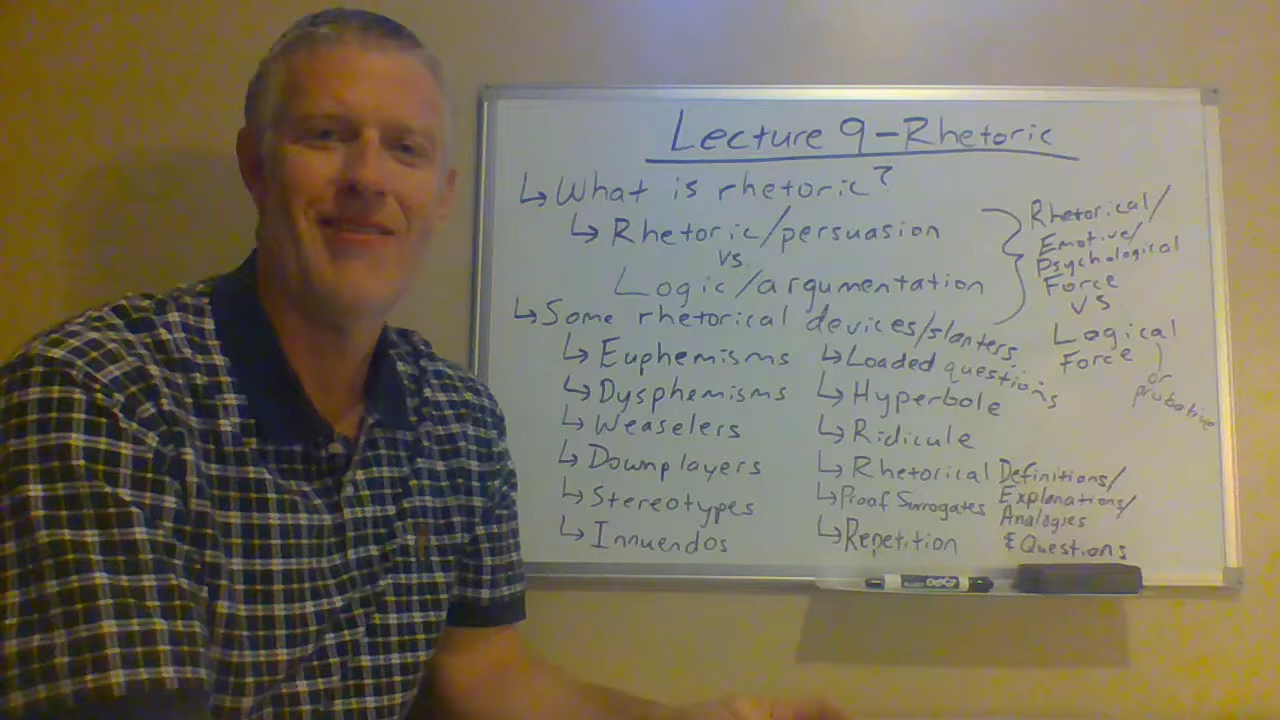 Lecture 9-Rhetoric
↳What is rhetoric?
↳Rhetoric/persuasion
vs
Logic/argumentation
Rhetorical/
Emotive/
Psychological
Force
vs
Logical
Force
or
probative
↳Some rhetorical devices/slanters
↳Euphemisms
↳Dysphemisms
↳Weaselers
↳Downplayers
↳Stereotypes
↳Innuendos
↳Loaded questions
↳Hyperbole
↳Ridicule
↳Rhetorical Definitions/
Explanations/
Analogies
&Questions
↳Proof Surrogates
↳Repetition
EXPO